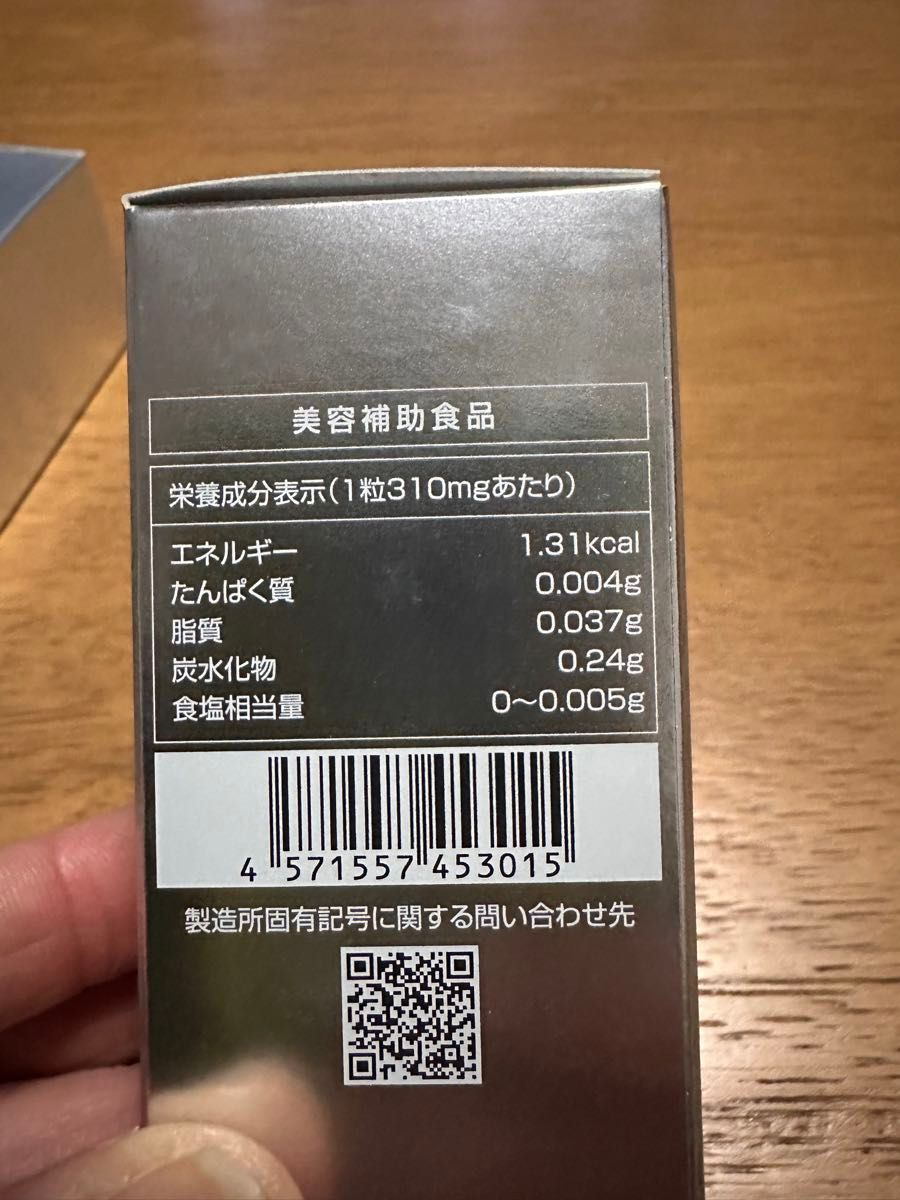 美容補助食品
栄養成分表示(1粒310mgあたり)
エネルギー 1.31kcal
たんぱく質 0.004g
脂質 0.037g
炭水化物 0.24g
食塩相当量 0〜0.005g
4 571557 453015
製造所固有記号に関する問い合わせ先